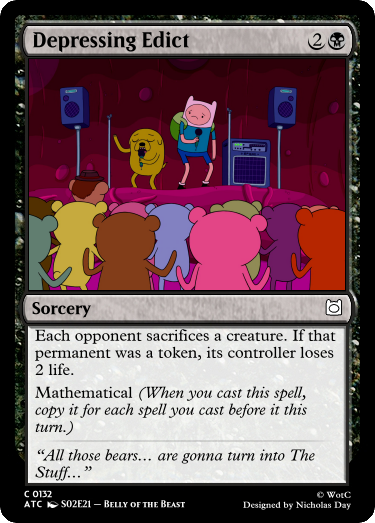 Depressing Edict 2
Sorcery
Each opponent sacrifices a creature. If that
permanent was a token, its controller loses
2 life.
Mathematical (When you cast this spell,
copy it for each spell you cast before it this
turn.)
“All those bears… are gonna turn into The
Stuff…”
C 0132 © WotC
ATC S02E21 – Belly of the Beast Designed by Nicholas Day